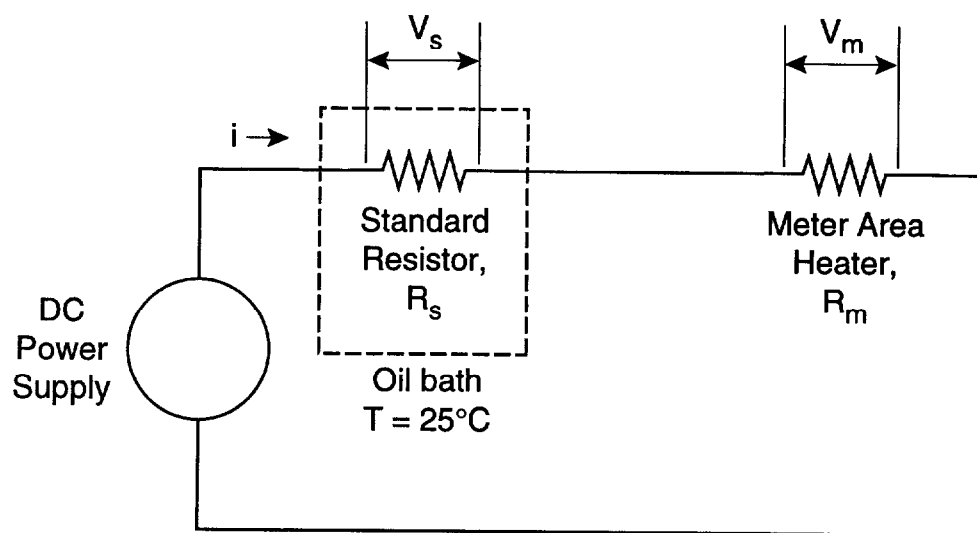 V_s
V_m
i →
Standard
Resistor,
R_s
Meter Area
Heater,
R_m
DC
Power
Supply
Oil bath
T = 25°C